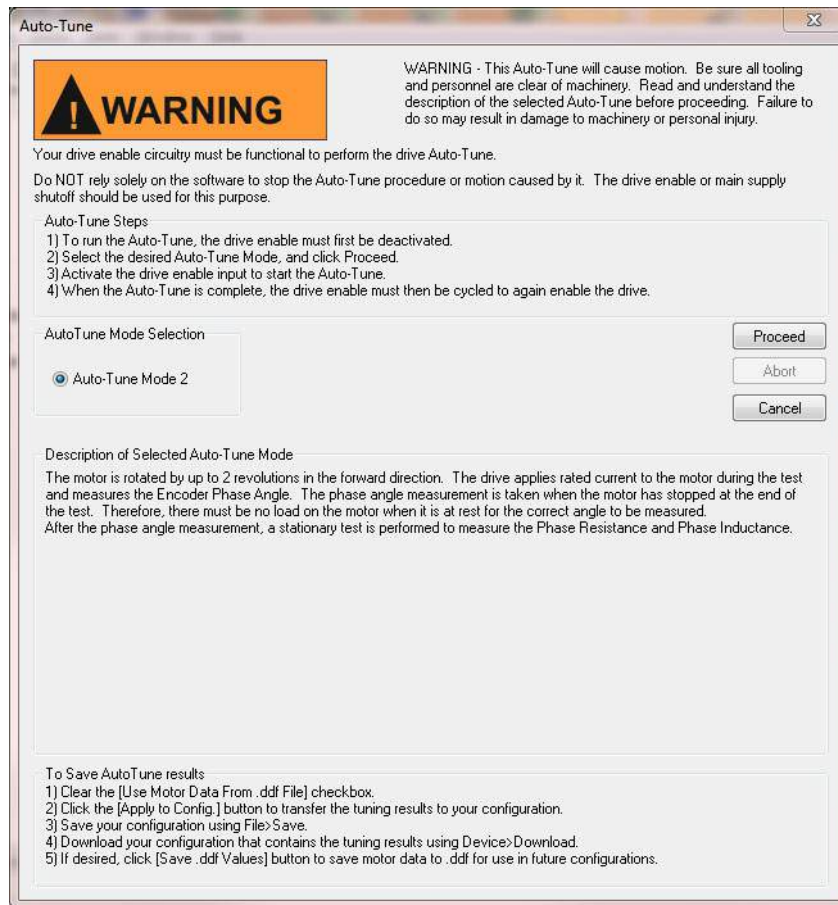 Auto-Tune
WARNING
WARNING - This Auto-Tune will cause motion. Be sure all tooling
and personnel are clear of machinery. Read and understand the
description of the selected Auto-Tune before proceeding. Failure to
do so may result in damage to machinery or personal injury.
Your drive enable circuitry must be functional to perform the drive Auto-Tune.
Do NOT rely solely on the software to stop the Auto-Tune procedure or motion caused by it. The drive enable or main supply
shutoff should be used for this purpose.
Auto-Tune Steps
1) To run the Auto-Tune, the drive enable must first be deactivated.
2) Select the desired Auto-Tune Mode, and click Proceed.
3) Activate the drive enable input to start the Auto-Tune.
4) When the Auto-Tune is complete, the drive enable must then be cycled to again enable the drive.
AutoTune Mode Selection
Auto-Tune Mode 2
Proceed
Abort
Cancel
Description of Selected Auto-Tune Mode
The motor is rotated by up to 2 revolutions in the forward direction. The drive applies rated current to the motor during the test
and measures the Encoder Phase Angle. The phase angle measurement is taken when the motor has stopped at the end of
the test. Therefore, there must be no load on the motor when it is at rest for the correct angle to be measured.
After the phase angle measurement, a stationary test is performed to measure the Phase Resistance and Phase Inductance.
To Save AutoTune results
1) Clear the [Use Motor Data From .ddf File] checkbox.
2) Click the [Apply to Config.] button to transfer the tuning results to your configuration.
3) Save your configuration using File>Save.
4) Download your configuration that contains the tuning results using Device>Download.
5) If desired, click [Save .ddf Values] button to save motor data to .ddf for use in future configurations.